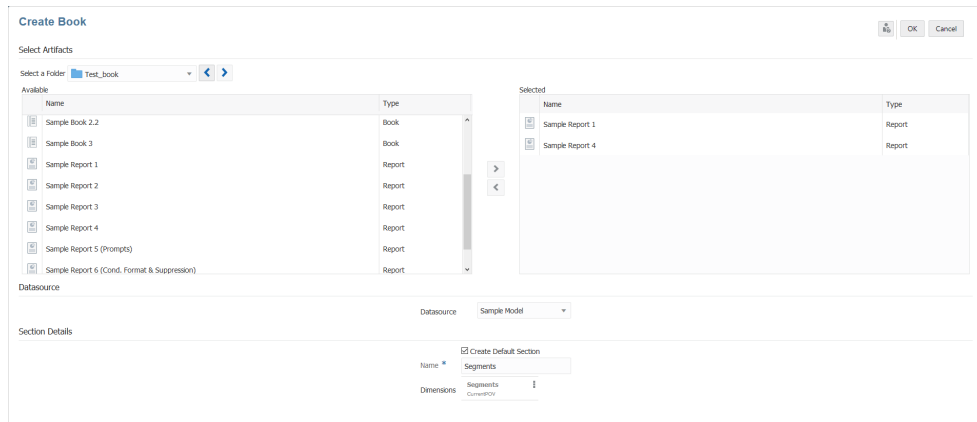 Create Book
OK Cancel
Select Artifacts
Select a Folder Test_book
Available
Selected
Name Type
Name Type
Sample Book 2.2 Book
Sample Report 1 Report
Sample Book 3 Book
Sample Report 4 Report
Sample Report 1 Report
Sample Report 2 Report
Sample Report 3 Report
Sample Report 4 Report
Sample Report 5 (Prompts) Report
Sample Report 6 (Cond. Format & Suppression) Report
Datasource
Datasource Sample Model
Section Details
Create Default Section
Name * Segments
Dimensions Segments
CurrentPOV